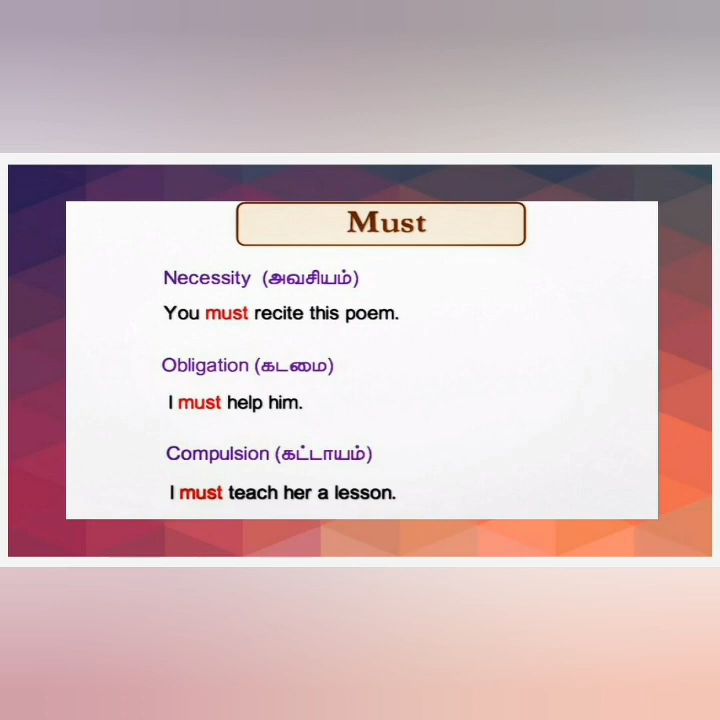 Must
Necessity (அவசியம்)
You must recite this poem.
Obligation (கடமை)
I must help him.
Compulsion (கட்டாயம்)
I must teach her a lesson.